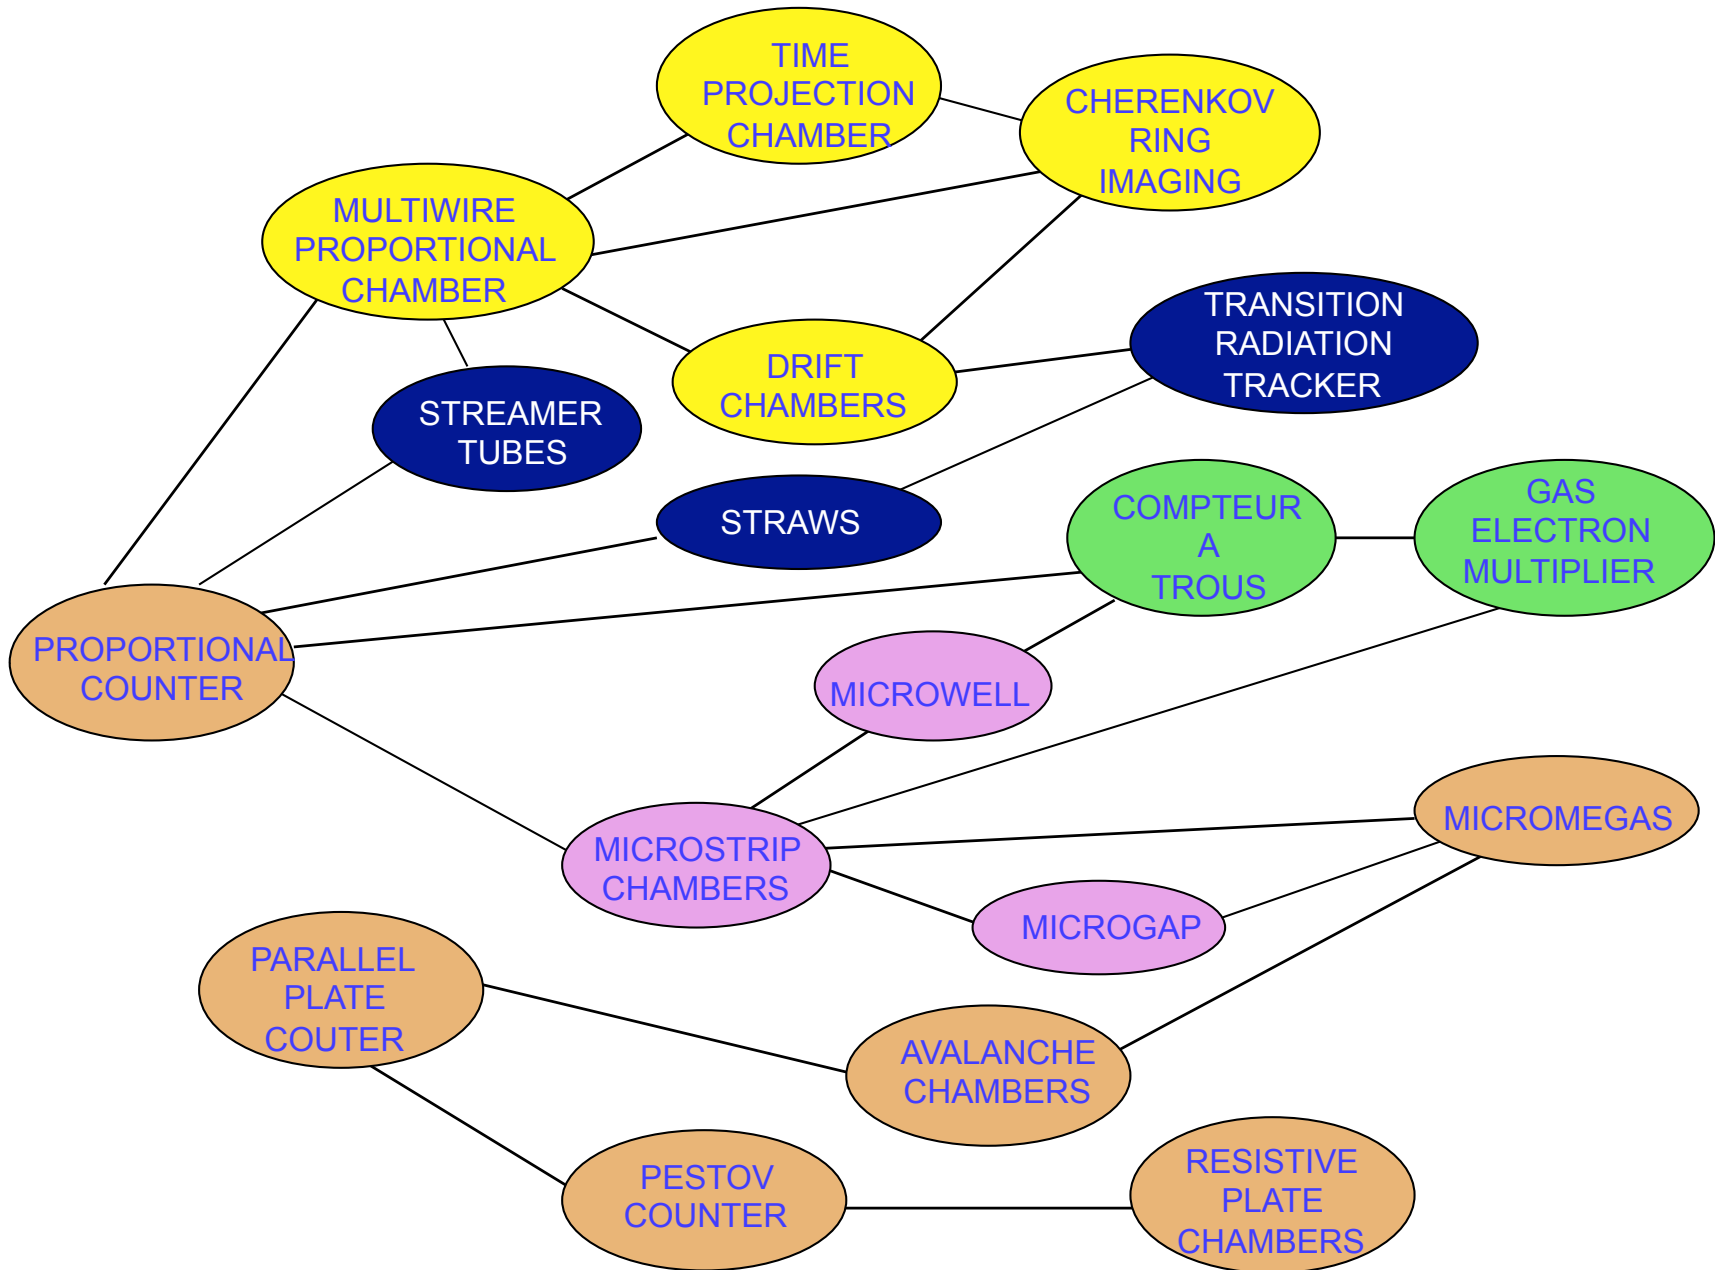 TIME
PROJECTION
CHAMBER
CHERENKOV
RING
IMAGING
MULTIWIRE
PROPORTIONAL
CHAMBER
TRANSITION
RADIATION
TRACKER
DRIFT
CHAMBERS
STREAMER
TUBES
STRAWS
COMPTEUR
A
TROUS
GAS
ELECTRON
MULTIPLIER
PROPORTIONAL
COUNTER
MICROWELL
MICROMEGAS
MICROSTRIP
CHAMBERS
MICROGAP
PARALLEL
PLATE
COUTER
AVALANCHE
CHAMBERS
PESTOV
COUNTER
RESISTIVE
PLATE
CHAMBERS